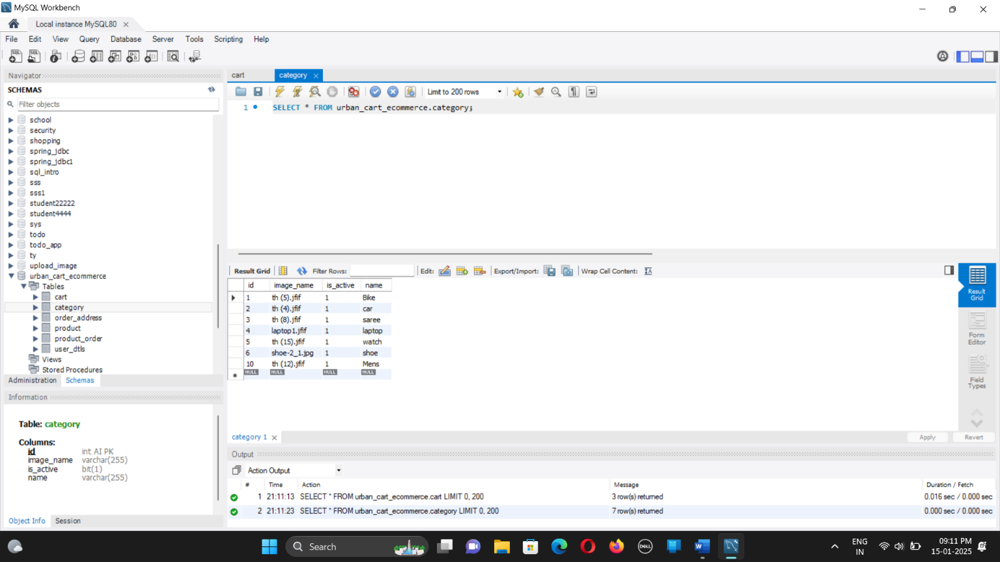 MySQL Workbench
Local instance MySQL80
File Edit View Query Database Server Tools Scripting Help
Navigator
SCHEMAS
Filter objects
school
security
shopping
spring_jdbc
spring_jdbc1
sql_intro
sss
sss1
student22222
student4444
sys
todo
todo_app
ty
upload_image
urban_cart_ecommerce
Tables
cart
category
order_address
product
product_order
user_dtls
Views
Stored Procedures
Administration Schemas
Information
Table: category
Columns:
id int AI PK
image_name varchar(255)
is_active bit(1)
name varchar(255)
Object Info Session
cart category
Limit to 200 rows
1 SELECT * FROM urban_cart_ecommerce.category;
Result Grid Filter Rows: Edit: Export/Import: Wrap Cell Content:
id image_name is_active name
1 th (5).jfif 1 Bike
2 th (4).jfif 1 car
3 th (8).jfif 1 saree
4 laptop1.jfif 1 laptop
5 th (15).jfif 1 watch
6 shoe-2_1.jpg 1 shoe
10 th (12).jfif 1 Mens
NULL NULL NULL NULL
Result
Grid
Form
Editor
Field
Types
category 1
Apply Revert
Output
Action Output
# Time Action Message Duration / Fetch
1 21:11:13 SELECT * FROM urban_cart_ecommerce.cart LIMIT 0, 200 3 row(s) returned 0.016 sec / 0.000 sec
2 21:11:23 SELECT * FROM urban_cart_ecommerce.category LIMIT 0, 200 7 row(s) returned 0.000 sec / 0.000 sec
Search
DELL
ENG
IN
09:11 PM
15-01-2025